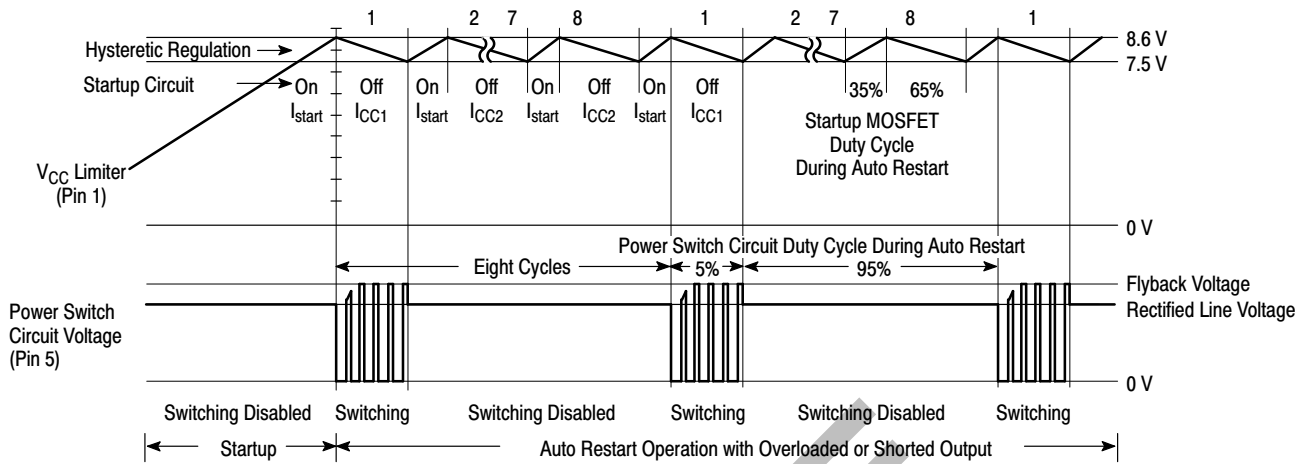 1 2 7 8 1 2 7 8 1
Hysteretic Regulation
8.6 V
7.5 V
Startup Circuit
On Off On Off On Off On Off
35% 65%
Istart ICC1 Istart ICC2 Istart ICC2 Istart ICC1
Startup MOSFET
Duty Cycle
During Auto Restart
VCC Limiter
(Pin 1)
0 V
Power Switch Circuit Duty Cycle During Auto Restart
Eight Cycles 5% 95%
Flyback Voltage
Rectified Line Voltage
Power Switch
Circuit Voltage
(Pin 5)
0 V
Switching Disabled Switching Switching Disabled Switching Switching Disabled Switching
Startup Auto Restart Operation with Overloaded or Shorted Output